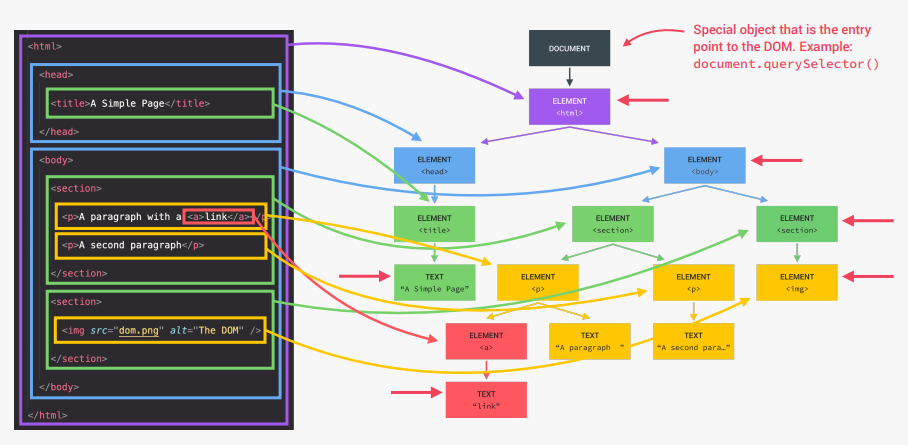 <html>
<head>
<title>A Simple Page</title>
</head>
<body>
<section>
<p>A paragraph with a <a>link</a></p
<p>A second paragraph</p>
</section>
<section>
<img src="dom.png" alt="The DOM" />
</section>
</body>
</html>
DOCUMENT
Special object that is the entry
point to the DOM. Example:
document.querySelector()
ELEMENT
<html>
ELEMENT
<head>
ELEMENT
<body>
ELEMENT
<title>
ELEMENT
<section>
ELEMENT
<section>
TEXT
“A Simple Page”
ELEMENT
<p>
ELEMENT
<p>
ELEMENT
<img>
ELEMENT
<a>
TEXT
“A paragraph ”
TEXT
“A second para…”
TEXT
“link”